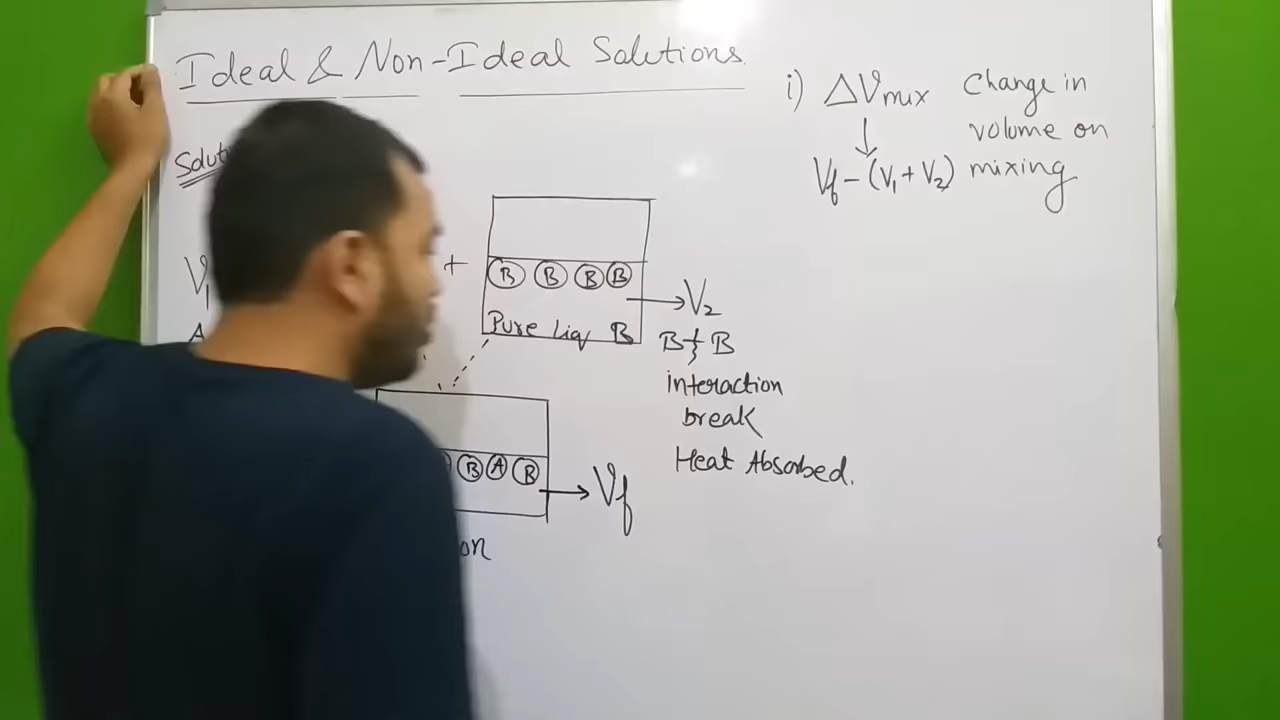 Ideal & Non-Ideal Solutions
i) ΔVmix Change in
volume on
mixing
↓
Vf - (V₁ + V₂)
V₁
A
+
B B B B
Pure Liq B
→ V₂
B B
interaction
break
Heat Absorbed.
B A B
→ Vf